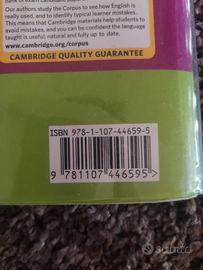 Our authors study the Corpus to see how English is
really used, and to identify typical learner mistakes.
This means that Cambridge materials help students to
avoid mistakes, and you can be confident the language
taught is useful, natural and fully up to date.
www.cambridge.org/corpus
CAMBRIDGE QUALITY GUARANTEE
ISBN 978-1-107-44659-5
9 781107 446595 >
subito